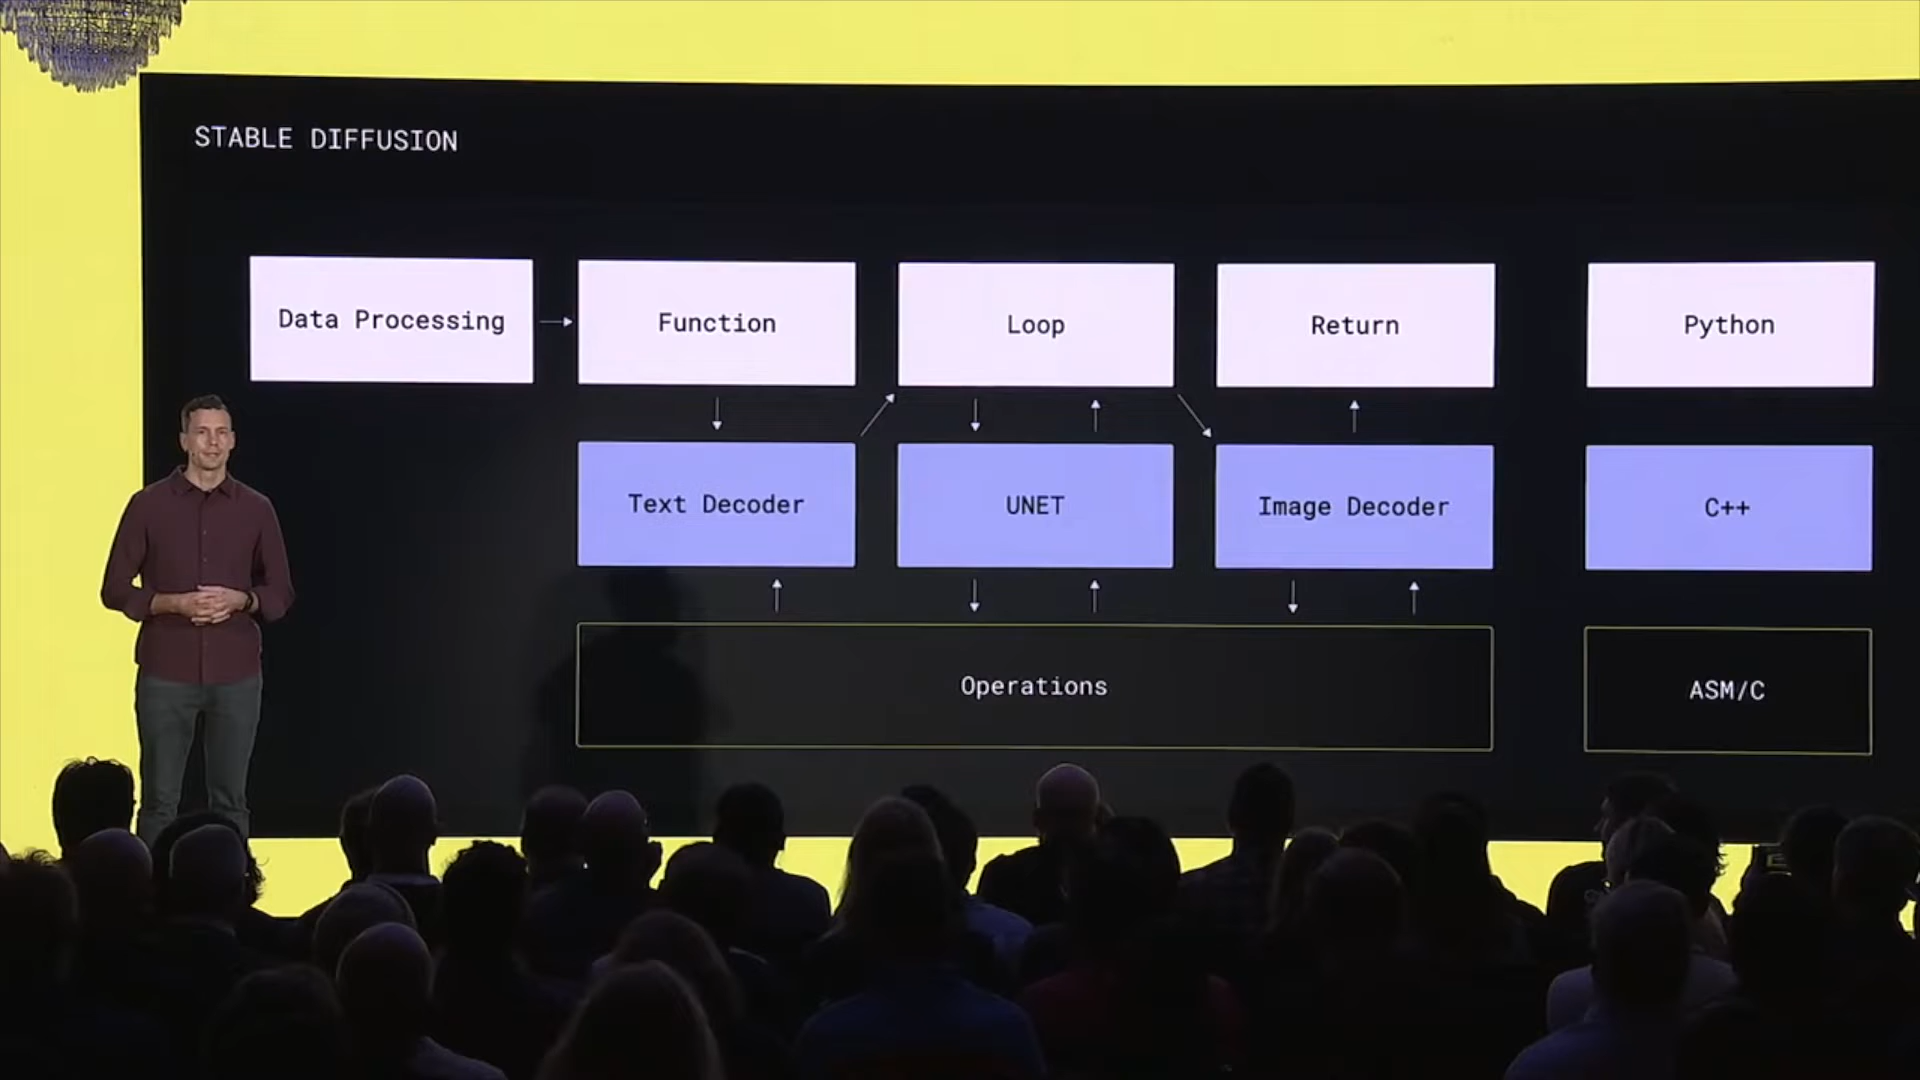 STABLE DIFFUSION
Data Processing
Function
Loop
Return
Python
Text Decoder
UNET
Image Decoder
C++
Operations
ASM/C